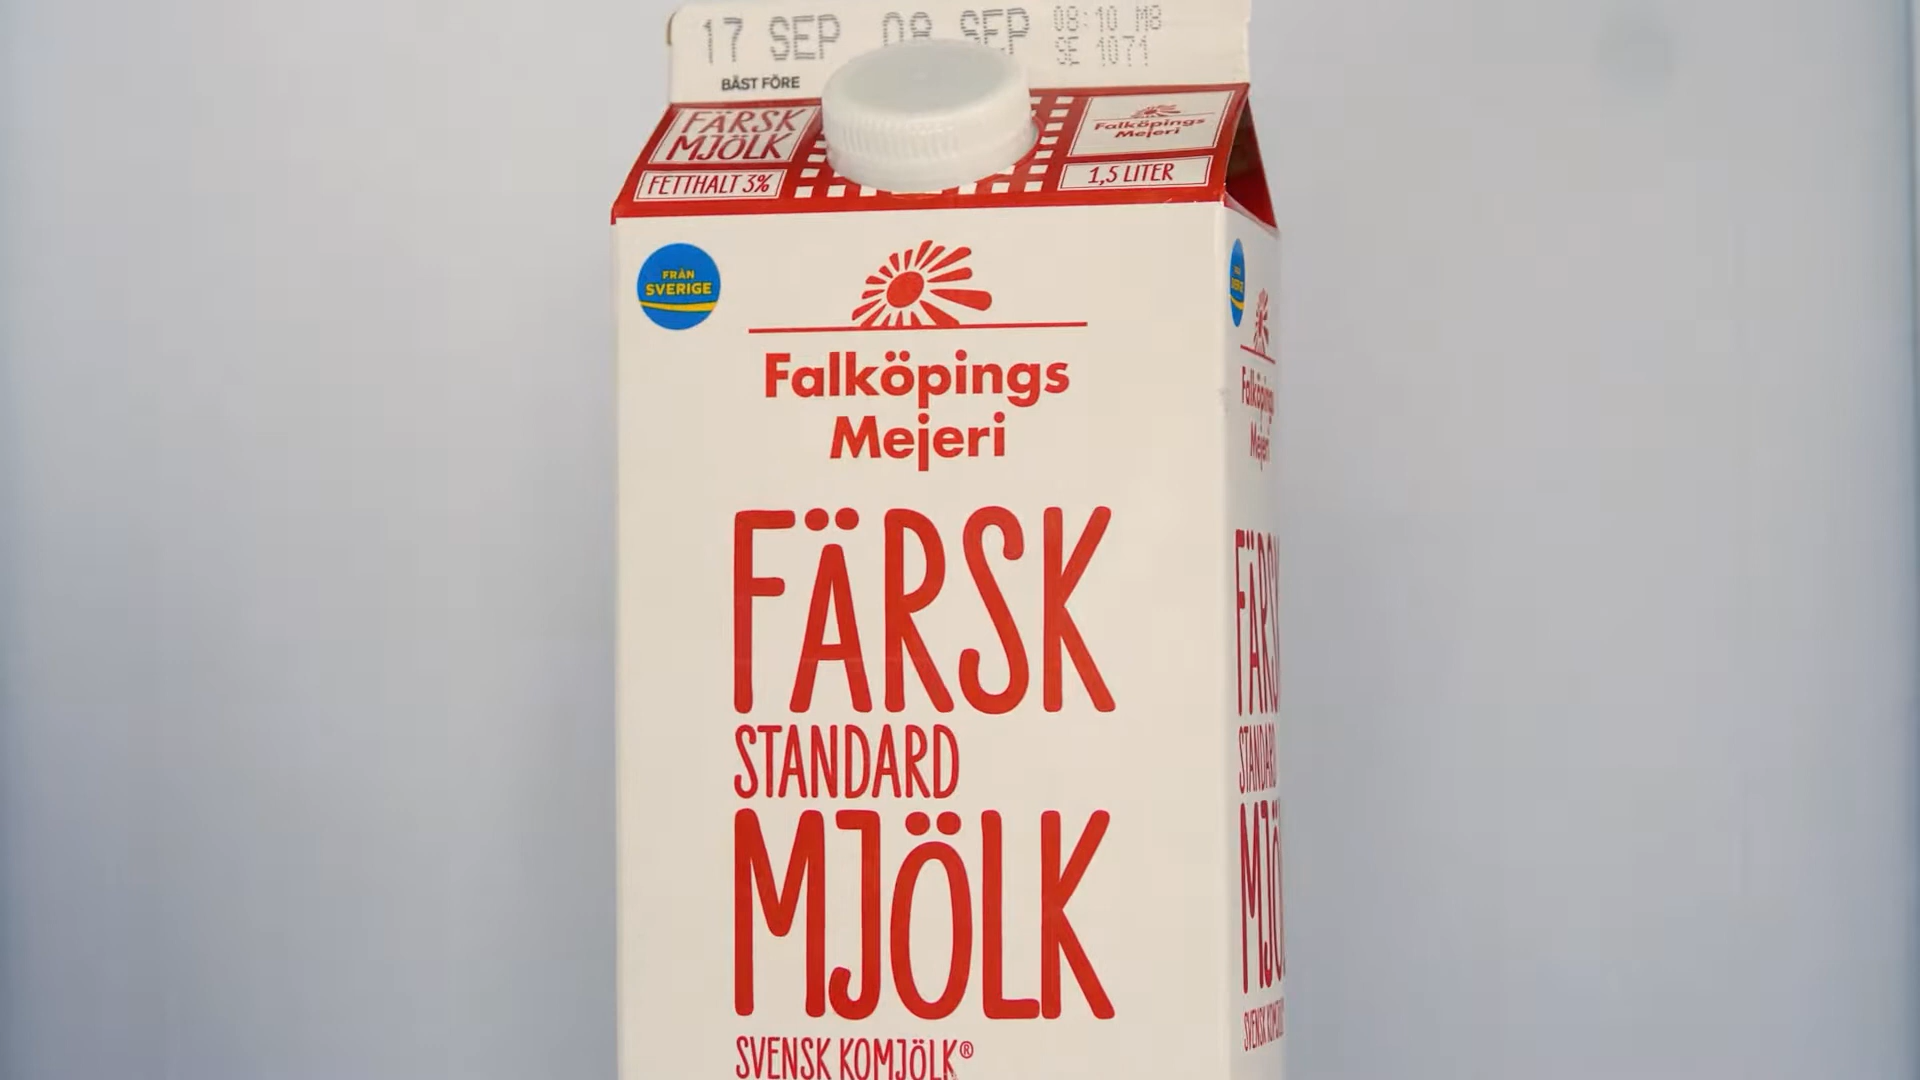 17 SEP 08 SEP 08:10 M8
SE 1071
BÄST FÖRE
FÄRSK
MJÖLK
FETTHALT 3%
Falköpings
Mejeri
1,5 LITER
FRÅN
SVERIGE
Falköpings
Mejeri
FÄRSK
STANDARD
MJÖLK
SVENSK KOMJÖLK®